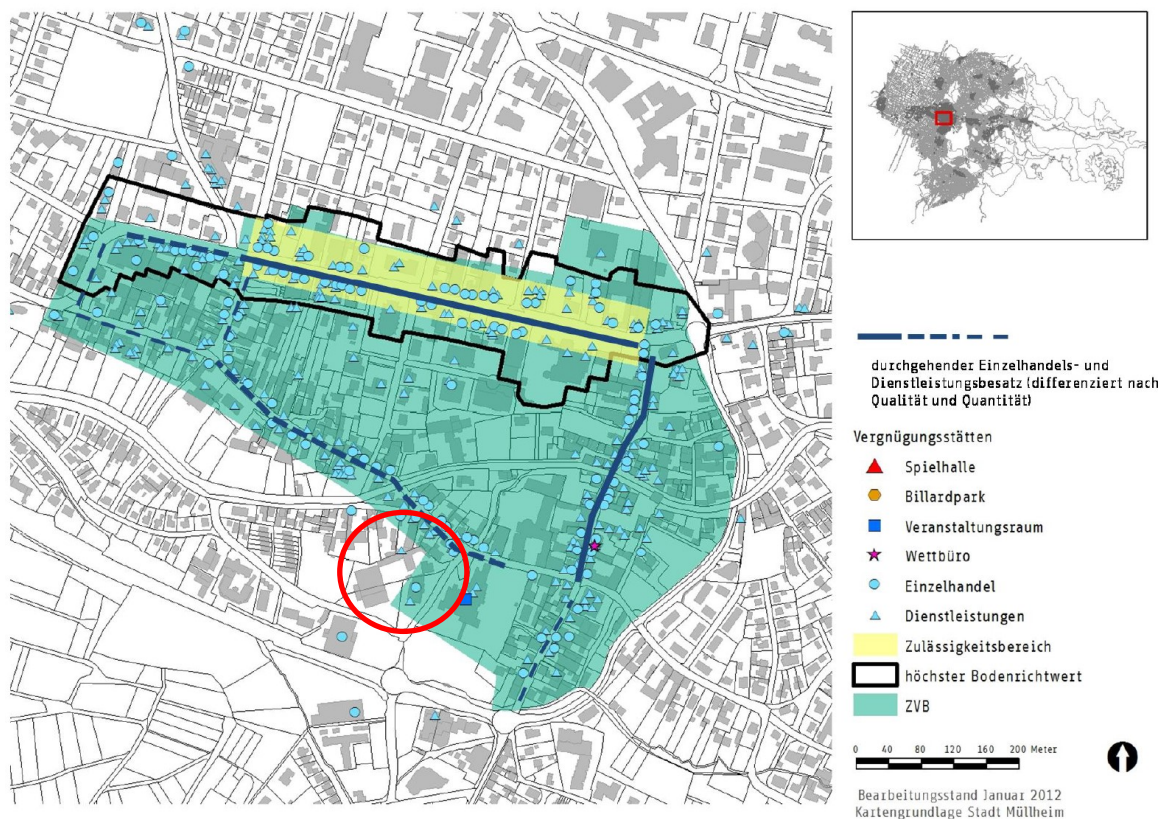 durchgehender Einzelhandels- und
Dienstleistungsbesatz (differenziert nach
Qualität und Quantität)
Vergnügungsstätten
Spielhalle
Billardpark
Veranstaltungsraum
Wettbüro
Einzelhandel
Dienstleistungen
Zulässigkeitsbereich
höchster Bodenrichtwert
ZVB
0 40 80 120 160 200 Meter
Bearbeitungsstand Januar 2012
Kartengrundlage Stadt Müllheim